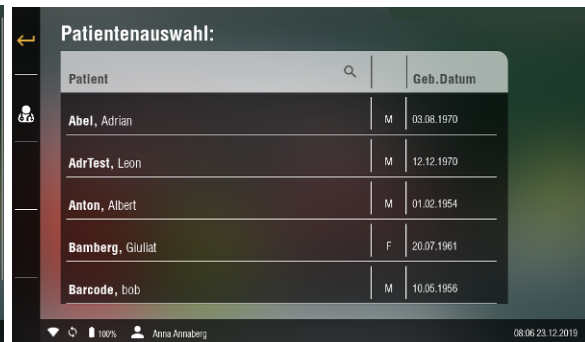 Patientenauswahl:
Patient Geb.Datum
Abel, Adrian M 03.08.1970
AdrTest, Leon M 12.12.1970
Anton, Albert M 01.02.1954
Bamberg, Giuliat F 20.07.1961
Barcode, bob M 10.05.1956
100% Anna Annaberg 08:06 23.12.2019